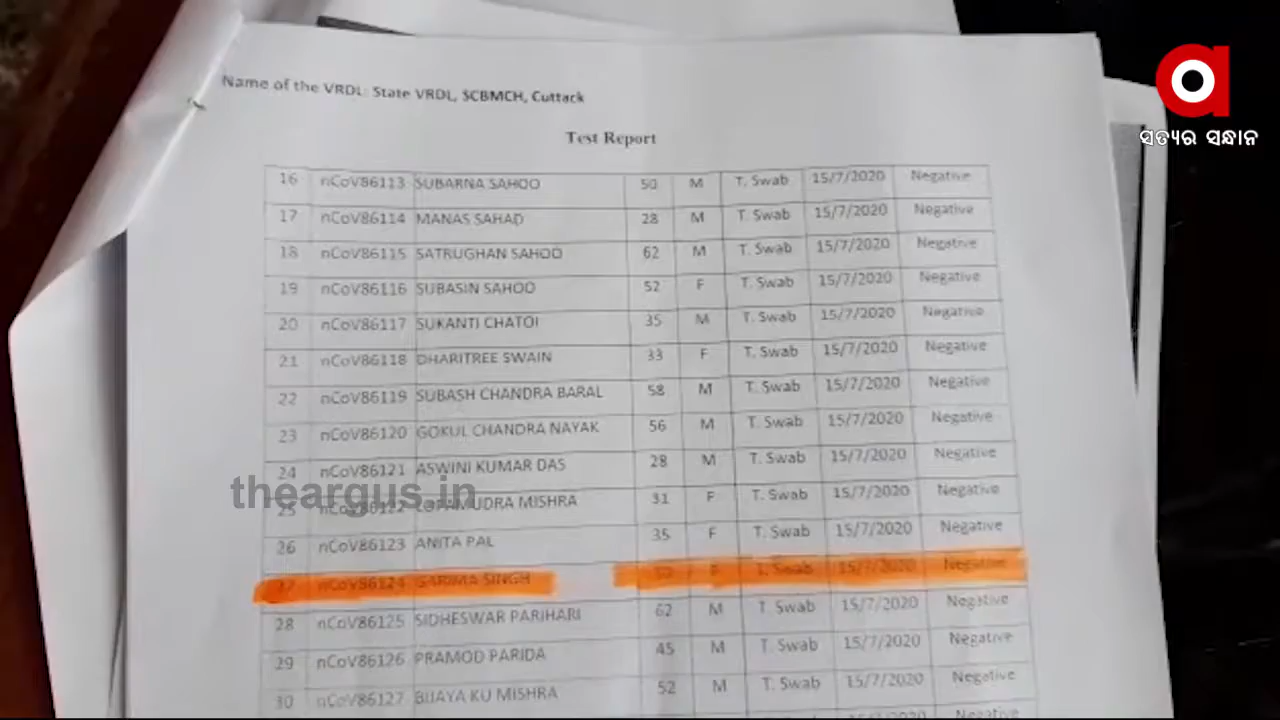 Name of the VRDL: State VRDL, SCBMCH, Cuttack
ସତ୍ୟର ସନ୍ଧାନ
Test Report
16 nCoV86113 SUBARNA SAHOO 50 M T. Swab 15/7/2020 Negative
17 nCoV86114 MANAS SAHAD 28 M T. Swab 15/7/2020 Negative
18 nCoV86115 SATRUGHAN SAHOO 62 M T. Swab 15/7/2020 Negative
19 nCoV86116 SUBASIN SAHOO 52 F T. Swab 15/7/2020 Negative
20 nCoV86117 SUKANTI CHATOI 35 M T. Swab 15/7/2020 Negative
21 nCoV86118 DHARITREE SWAIN 33 F T. Swab 15/7/2020 Negative
22 nCoV86119 SUBASH CHANDRA BARAL 58 M T. Swab 15/7/2020 Negative
23 nCoV86120 GOKUL CHANDRA NAYAK 56 M T. Swab 15/7/2020 Negative
24 nCoV86121 ASWINI KUMAR DAS 28 M T. Swab 15/7/2020 Negative
theargus.in
25 nCoV86122 MISHRA 31 F T. Swab 15/7/2020 Negative
26 nCoV86123 ANITA PAL 35 F T. Swab 15/7/2020 Negative
27 nCoV86124 GARIMA SINGH F T. Swab 15/7/2020 Negative
28 nCoV86125 SIDHESWAR PARIHARI 62 M T. Swab 15/7/2020 Negative
29 nCoV86126 PRAMOD PARIDA 45 M T. Swab 15/7/2020 Negative
30 nCoV86127 BIJAYA KU MISHRA 52 M T. Swab 15/7/2020 Negative